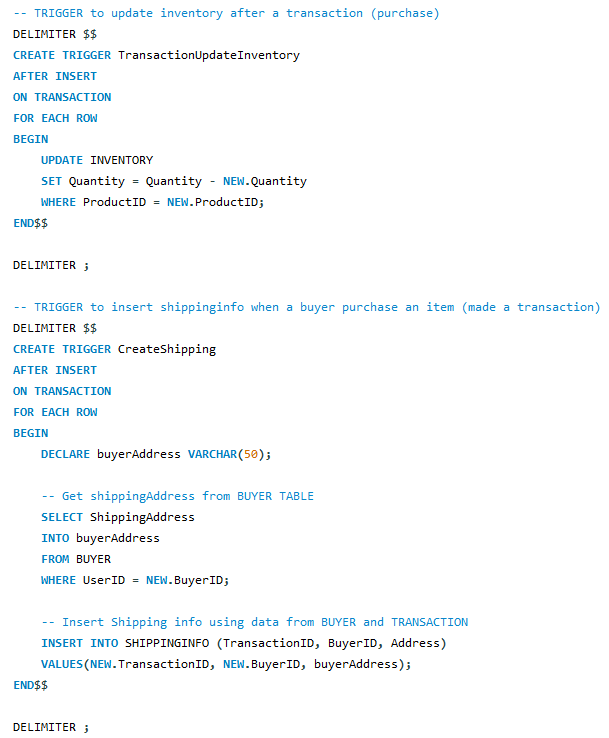 -- TRIGGER to update inventory after a transaction (purchase)
DELIMITER $$
CREATE TRIGGER TransactionUpdateInventory
AFTER INSERT
ON TRANSACTION
FOR EACH ROW
BEGIN
    UPDATE INVENTORY
    SET Quantity = Quantity - NEW.Quantity
    WHERE ProductID = NEW.ProductID;
END$$

DELIMITER ;

-- TRIGGER to insert shippinginfo when a buyer purchase an item (made a transaction)
DELIMITER $$
CREATE TRIGGER CreateShipping
AFTER INSERT
ON TRANSACTION
FOR EACH ROW
BEGIN
    DECLARE buyerAddress VARCHAR(50);

    -- Get shippingAddress from BUYER TABLE
    SELECT ShippingAddress
    INTO buyerAddress
    FROM BUYER
    WHERE UserID = NEW.BuyerID;

    -- Insert Shipping info using data from BUYER and TRANSACTION
    INSERT INTO SHIPPINGINFO (TransactionID, BuyerID, Address)
    VALUES(NEW.TransactionID, NEW.BuyerID, buyerAddress);
END$$

DELIMITER ;